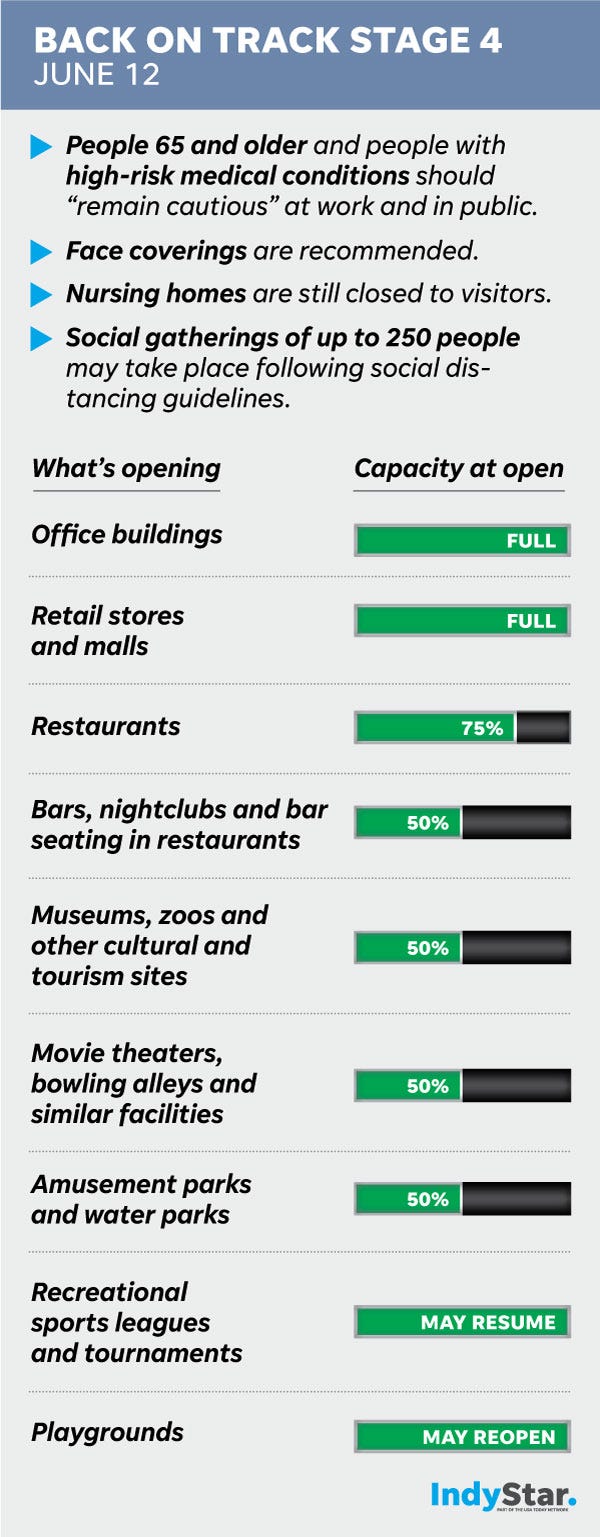 BACK ON TRACK STAGE 4
JUNE 12
People 65 and older and people with
high-risk medical conditions should
“remain cautious” at work and in public.
Face coverings are recommended.
Nursing homes are still closed to visitors.
Social gatherings of up to 250 people
may take place following social dis-
tancing guidelines.
What’s opening
Capacity at open
Office buildings
FULL
Retail stores
and malls
FULL
Restaurants
75%
Bars, nightclubs and bar
seating in restaurants
50%
Museums, zoos and
other cultural and
tourism sites
50%
Movie theaters,
bowling alleys and
similar facilities
50%
Amusement parks
and water parks
50%
Recreational
sports leagues
and tournaments
MAY RESUME
Playgrounds
MAY REOPEN
IndyStar.
PART OF THE USA TODAY NETWORK